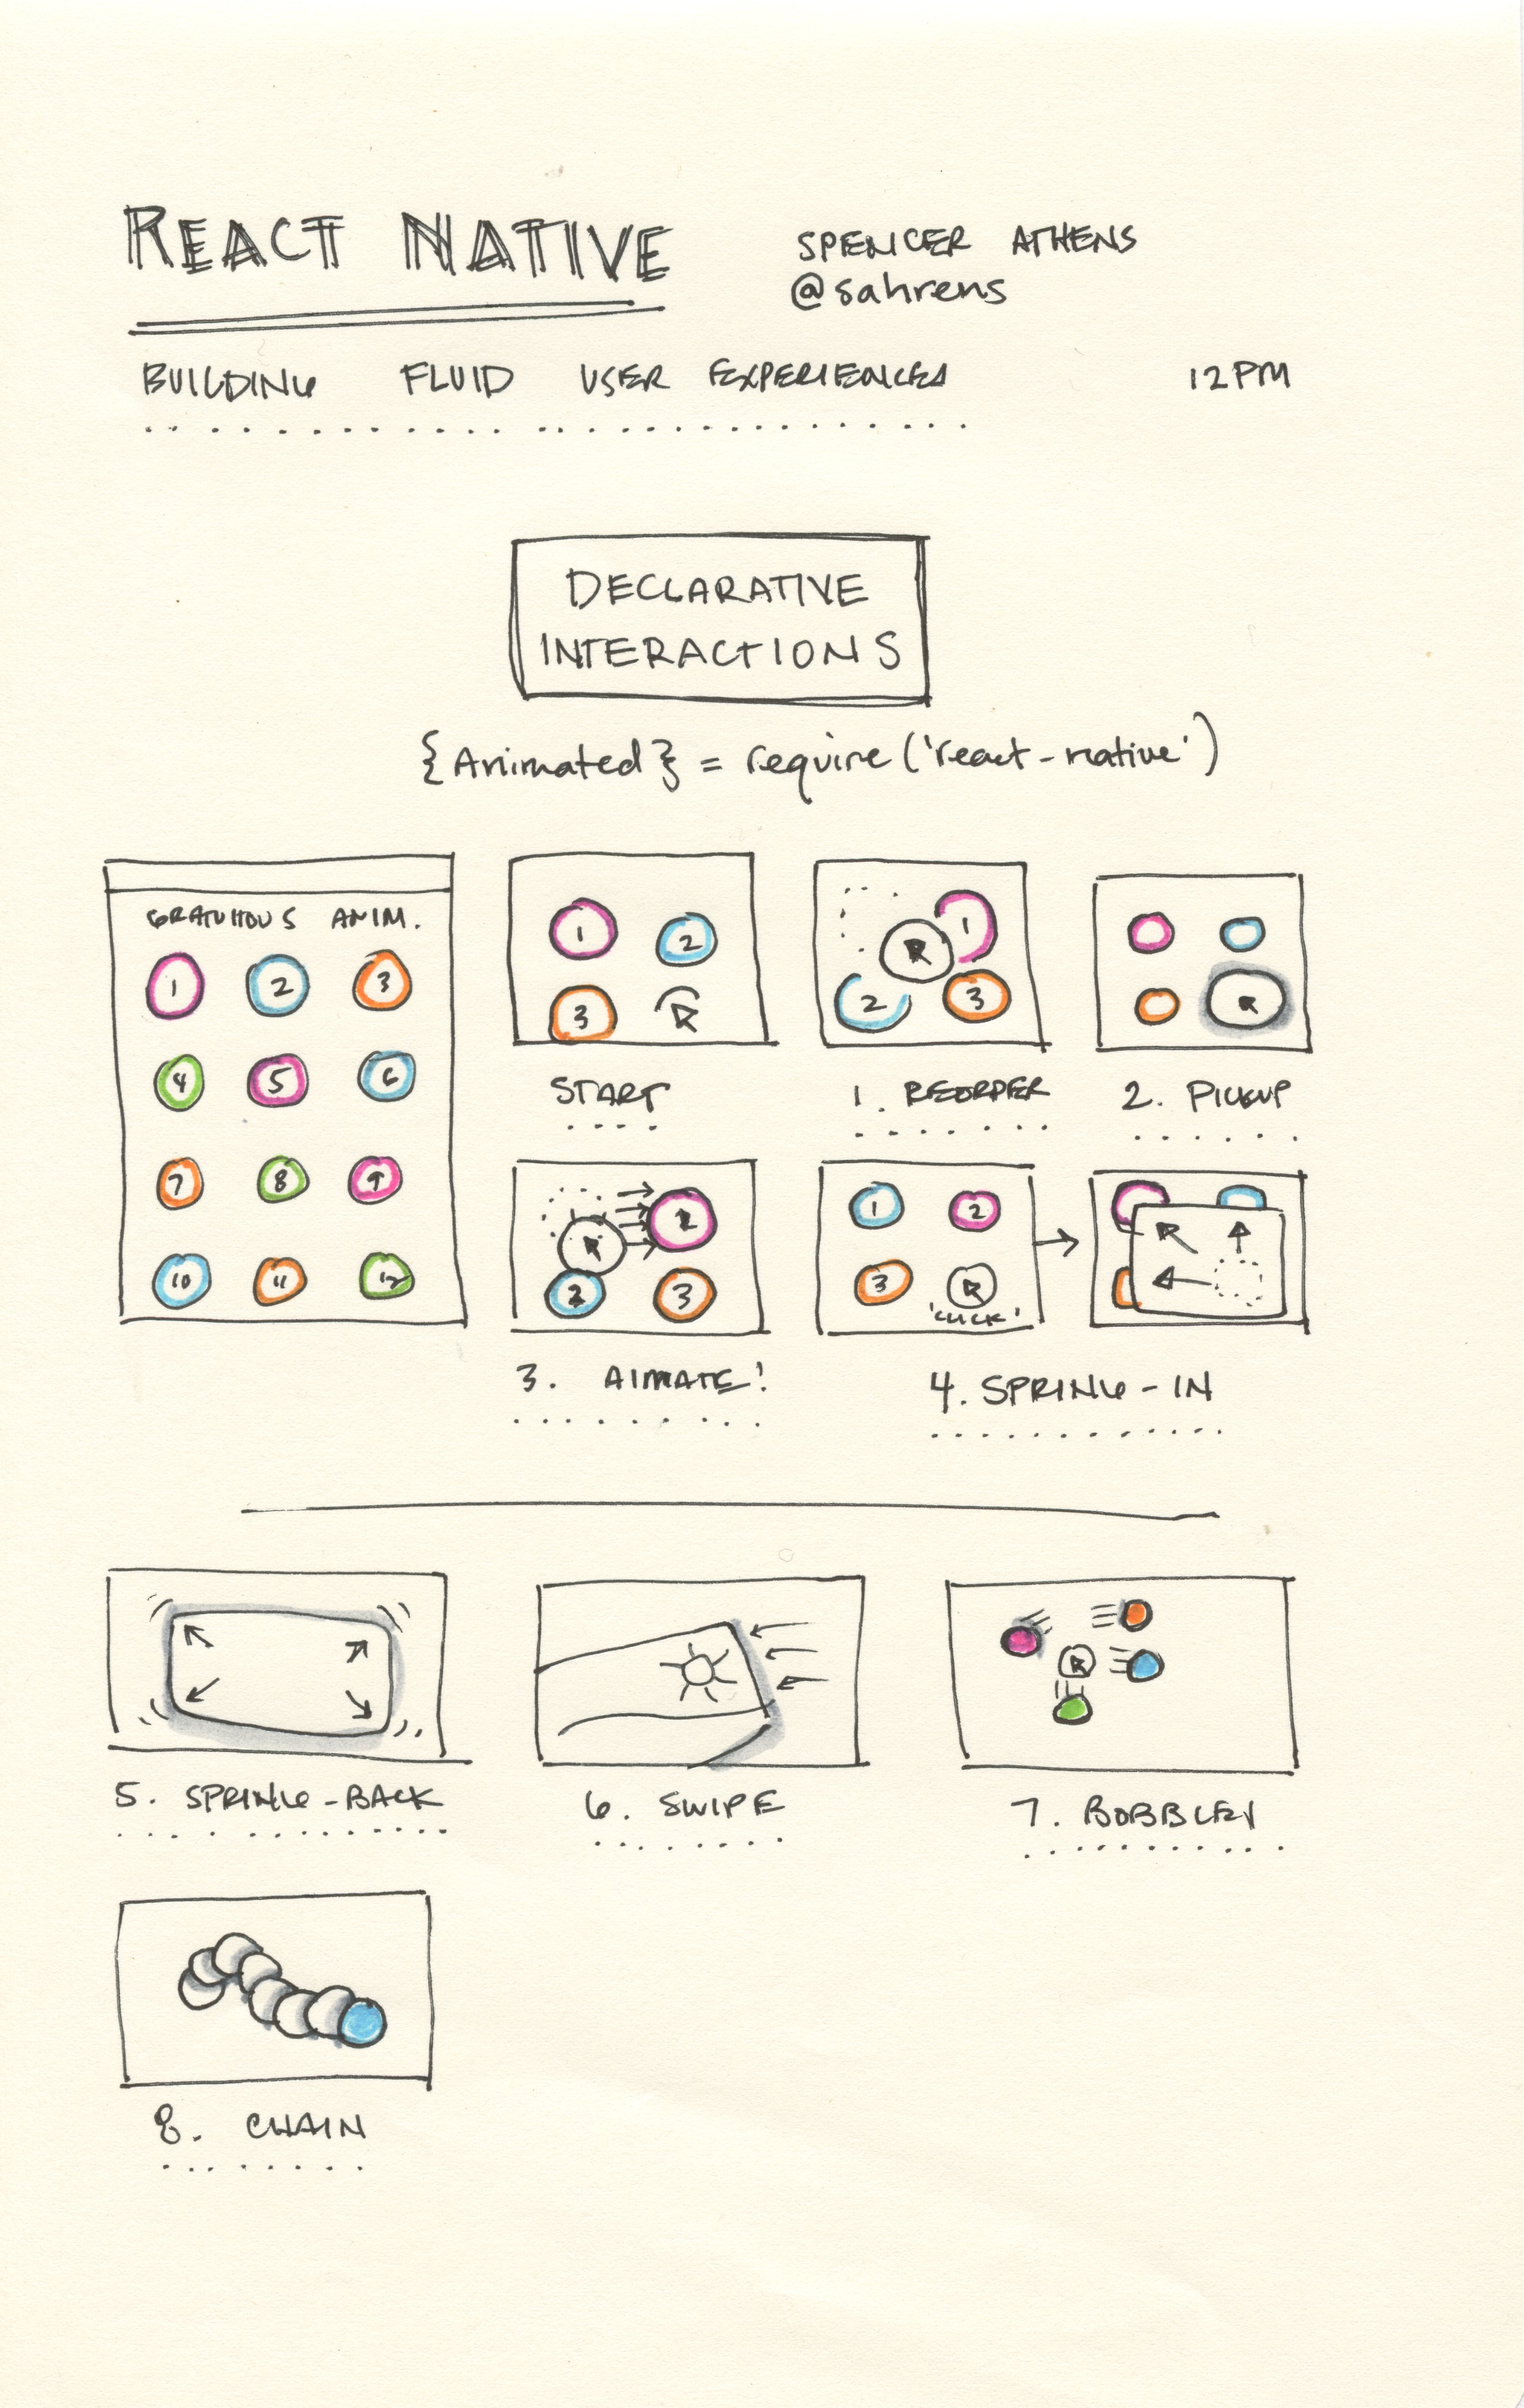 REACT NATIVE
SPENCER ATHENS
@sahrens
BUILDING FLUID USER EXPERIENCES
12PM
DECLARATIVE
INTERACTIONS
{Animated} = require('react-native')
GRATUITOUS ANIM.
1 2 3
4 5 6
7 8 9
10 11 12
1 2
3
START
1
2 3
1. REORDER
2. PICKUP
1
2 3
3. AIMATE!
1 2
3
'CLICK'
4. SPRING-IN
5. SPRING-BACK
6. SWIPE
7. BOBBLES
8. CHAIN